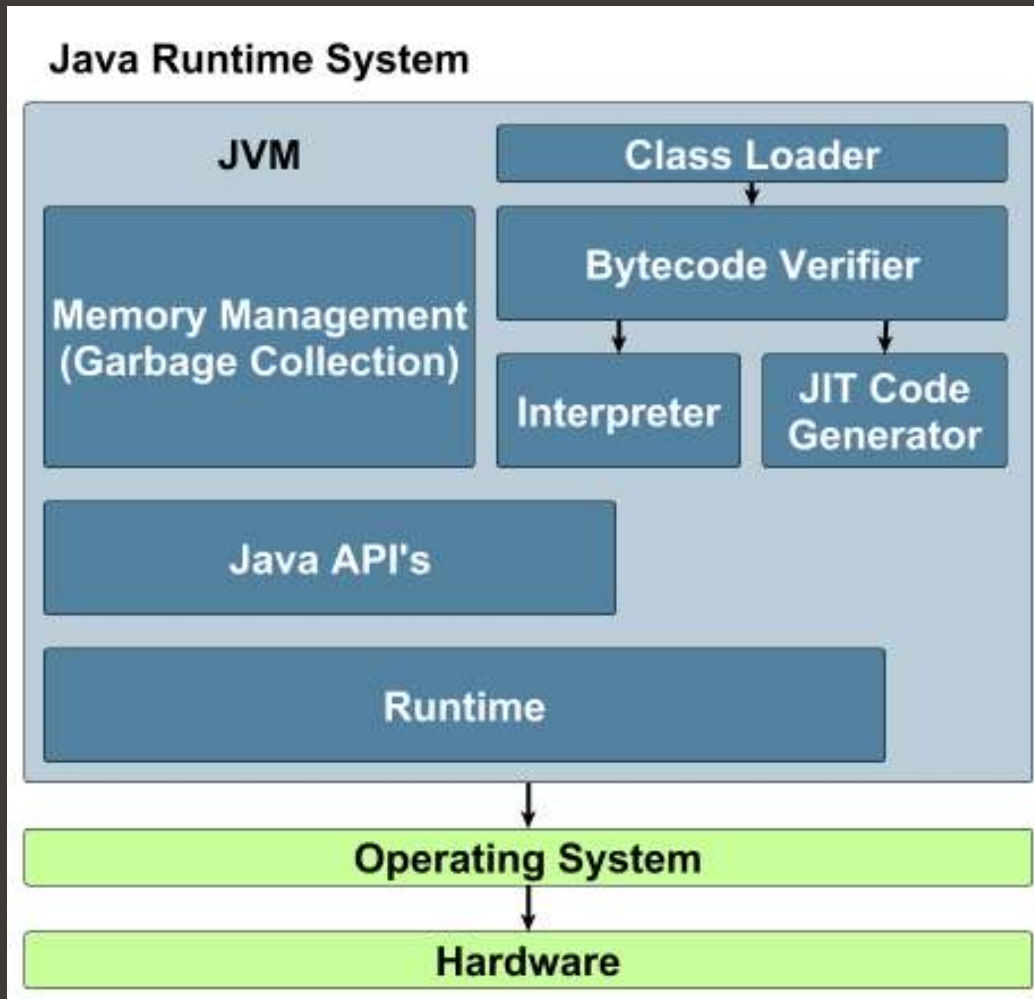 Java Runtime System
JVM
Class Loader
Bytecode Verifier
Memory Management
(Garbage Collection)
Interpreter
JIT Code
Generator
Java API's
Runtime
Operating System
Hardware